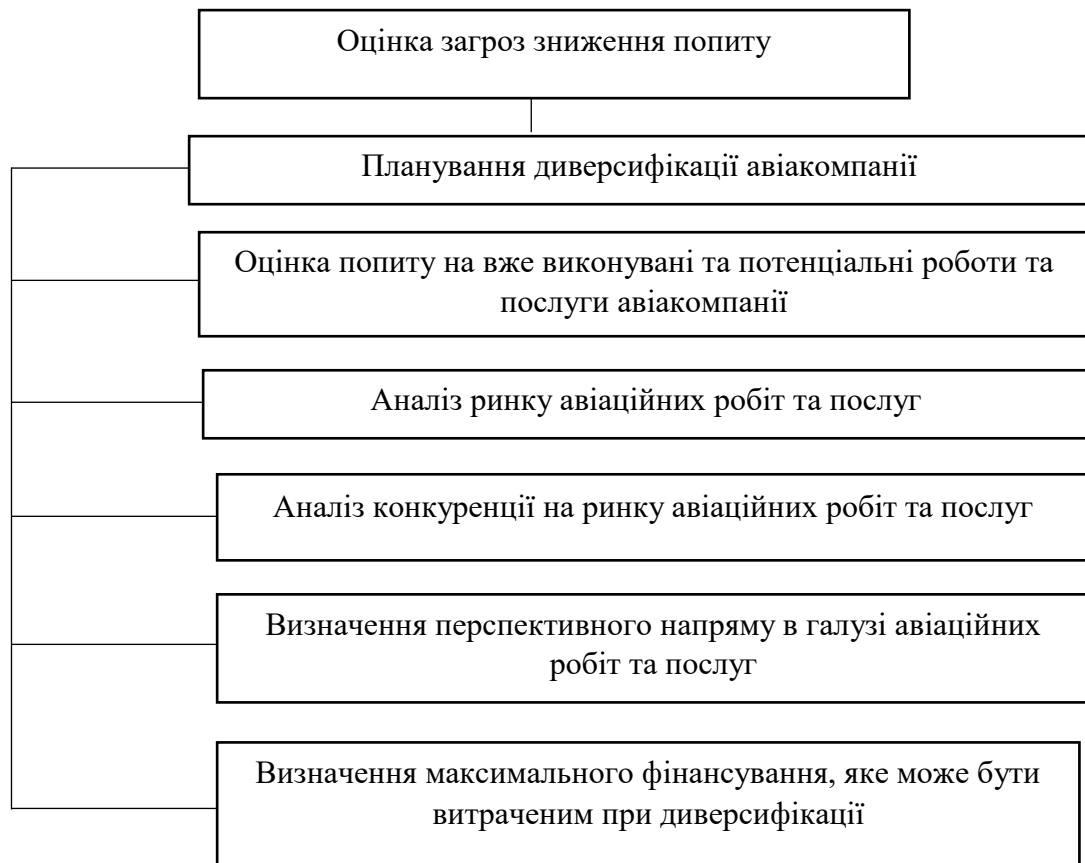 Оцінка загроз зниження попиту
Планування диверсифікації авіакомпанії
Оцінка попиту на вже виконувані та потенціальні роботи та
послуги авіакомпанії
Аналіз ринку авіаційних робіт та послуг
Аналіз конкуренції на ринку авіаційних робіт та послуг
Визначення перспективного напряму в галузі авіаційних
робіт та послуг
Визначення максимального фінансування, яке може бути
витраченим при диверсифікації